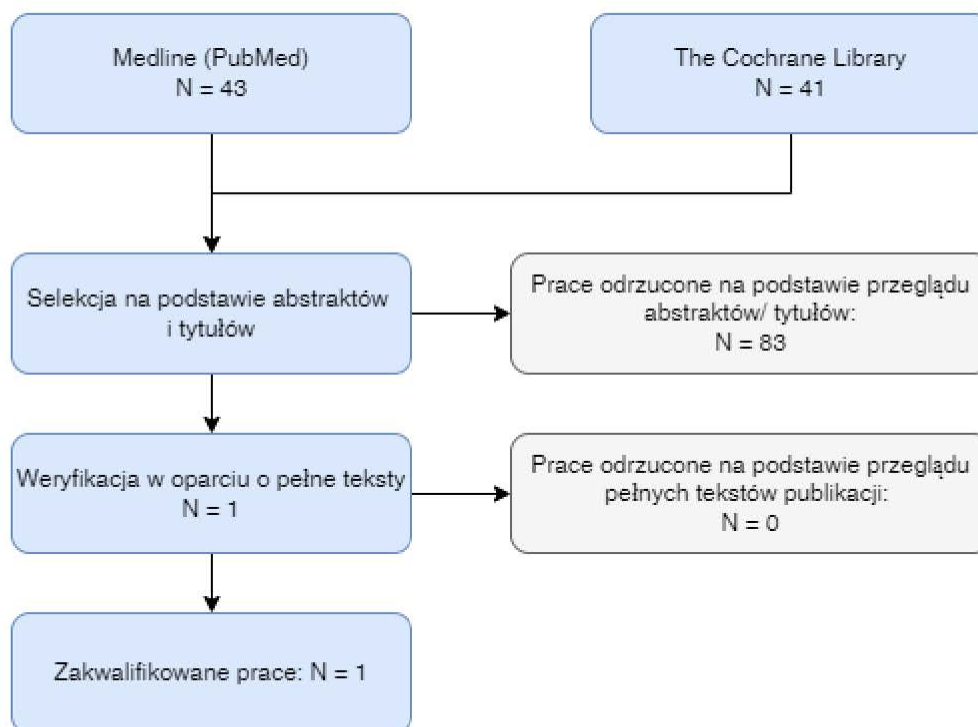 Medline (PubMed)
N = 43
The Cochrane Library
N = 41
Selekcja na podstawie abstraktów
i tytułów
Prace odrzucone na podstawie przeglądu
abstraktów/ tytułów:
N = 83
Weryfikacja w oparciu o pełne teksty
N = 1
Prace odrzucone na podstawie przeglądu
pełnych tekstów publikacji:
N = 0
Zakwalifikowane prace: N = 1